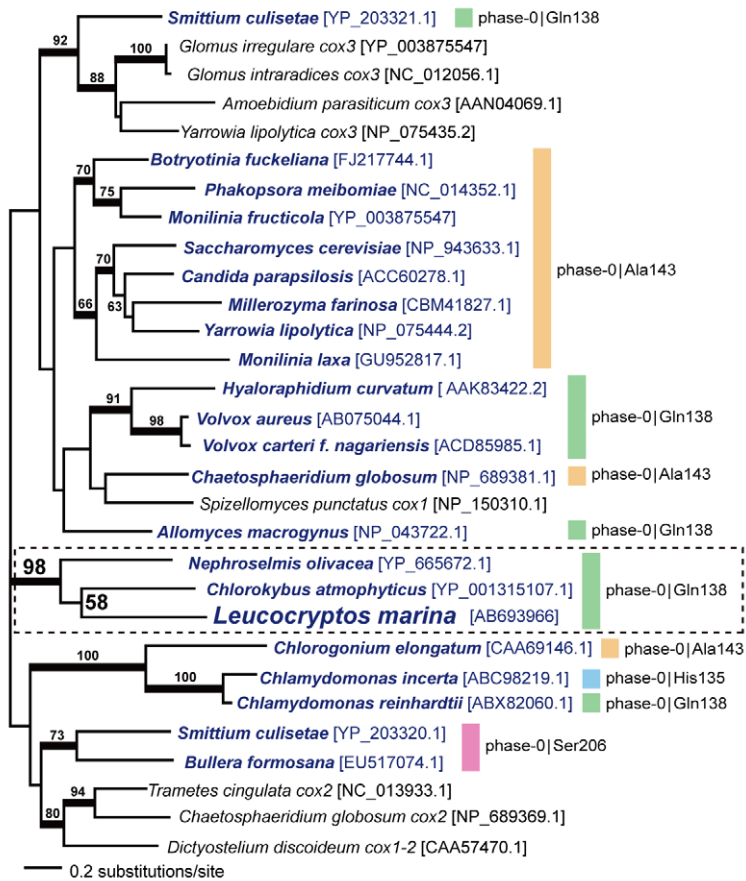 Smittium culisetae [YP_203321.1] phase-0|Gln138
92
Glomus irregulare cox3 [YP_003875547]
100
Glomus intraradices cox3 [NC_012056.1]
88
Amoebidium parasiticum cox3 [AAN04069.1]
Yarrowia lipolytica cox3 [NP_075435.2]
Botryotinia fuckeliana [FJ217744.1]
70
Phakopsora meibomiae [NC_014352.1]
75
Monilinia fructicola [YP_003875547]
Saccharomyces cerevisiae [NP_943633.1]
70
Candida parapsilosis [ACC60278.1]
phase-0|Ala143
63
Millerozyma farinosa [CBM41827.1]
66
Yarrowia lipolytica [NP_075444.2]
Monilinia laxa [GU952817.1]
Hyaloraphidium curvatum [ AAK83422.2]
91
Volvox aureus [AB075044.1]
phase-0|Gln138
98
Volvox carteri f. nagariensis [ACD85985.1]
Chaetosphaeridium globosum [NP_689381.1] phase-0|Ala143
Spizellomyces punctatus cox1 [NP_150310.1]
Allomyces macrogynus [NP_043722.1] phase-0|Gln138
Nephroselmis olivacea [YP_665672.1]
98
Chlorokybus atmophyticus [YP_001315107.1] phase-0|Gln138
58
Leucocryptos marina [AB693966]
Chlorogonium elongatum [CAA69146.1] phase-0|Ala143
100
Chlamydomonas incerta [ABC98219.1] phase-0|His135
100
Chlamydomonas reinhardtii [ABX82060.1] phase-0|Gln138
Smittium culisetae [YP_203320.1]
73
phase-0|Ser206
Bullera formosana [EU517074.1]
Trametes cingulata cox2 [NC_013933.1]
94
Chaetosphaeridium globosum cox2 [NP_689369.1]
80
Dictyostelium discoideum cox1-2 [CAA57470.1]
0.2 substitutions/site